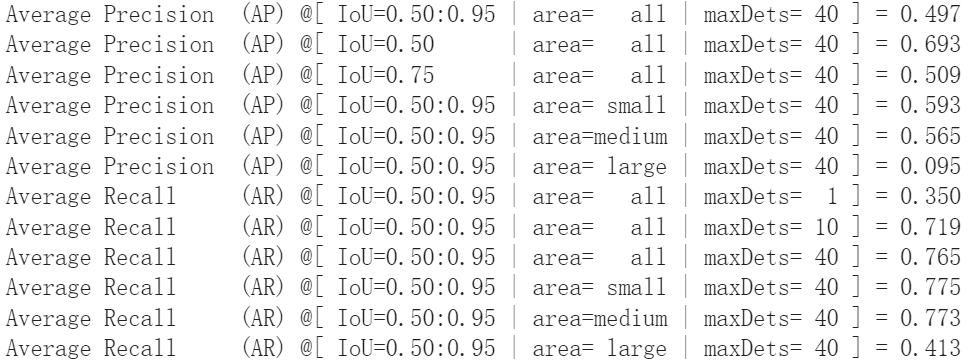 Average Precision  (AP) @[ IoU=0.50:0.95 | area=   all | maxDets= 40 ] = 0.497
Average Precision  (AP) @[ IoU=0.50      | area=   all | maxDets= 40 ] = 0.693
Average Precision  (AP) @[ IoU=0.75      | area=   all | maxDets= 40 ] = 0.509
Average Precision  (AP) @[ IoU=0.50:0.95 | area= small | maxDets= 40 ] = 0.593
Average Precision  (AP) @[ IoU=0.50:0.95 | area=medium | maxDets= 40 ] = 0.565
Average Precision  (AP) @[ IoU=0.50:0.95 | area= large | maxDets= 40 ] = 0.095
Average Recall     (AR) @[ IoU=0.50:0.95 | area=   all | maxDets=  1 ] = 0.350
Average Recall     (AR) @[ IoU=0.50:0.95 | area=   all | maxDets= 10 ] = 0.719
Average Recall     (AR) @[ IoU=0.50:0.95 | area=   all | maxDets= 40 ] = 0.765
Average Recall     (AR) @[ IoU=0.50:0.95 | area= small | maxDets= 40 ] = 0.775
Average Recall     (AR) @[ IoU=0.50:0.95 | area=medium | maxDets= 40 ] = 0.773
Average Recall     (AR) @[ IoU=0.50:0.95 | area= large | maxDets= 40 ] = 0.413